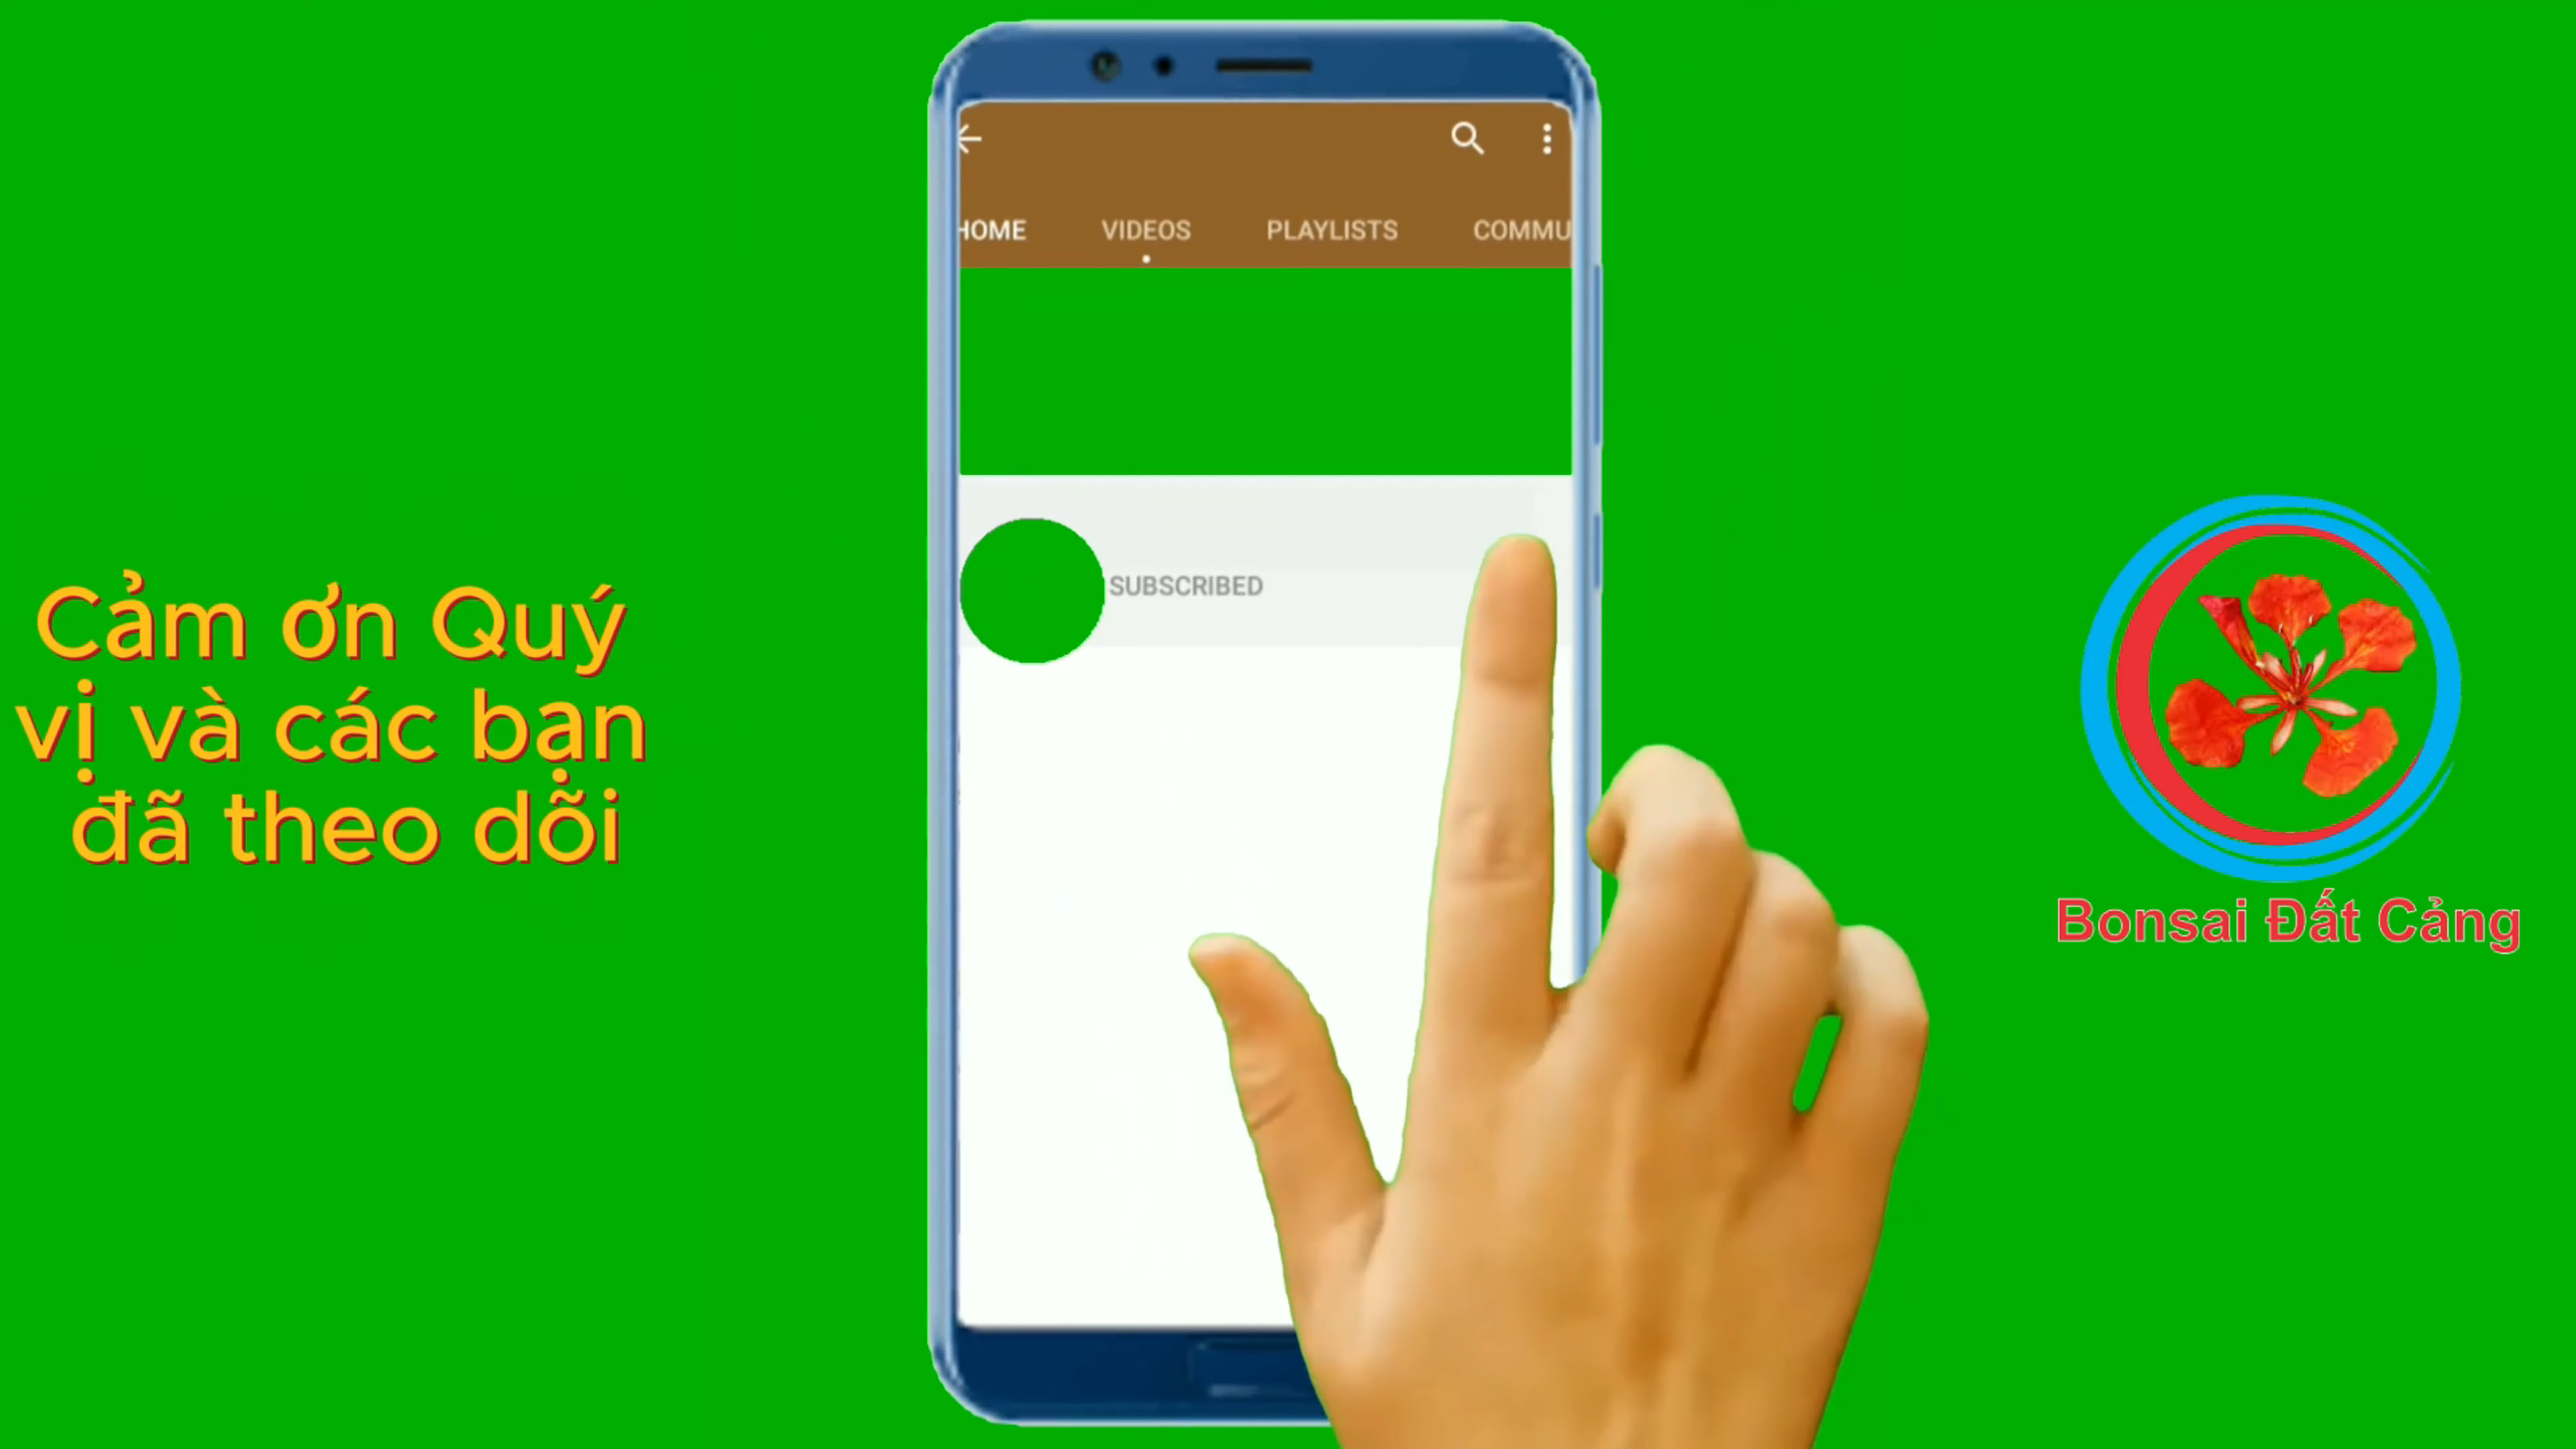 HOME VIDEOS PLAYLISTS COMMU
SUBSCRIBED
Cảm ơn Quý
vị và các bạn
đã theo dõi
Bonsai Đất Cảng